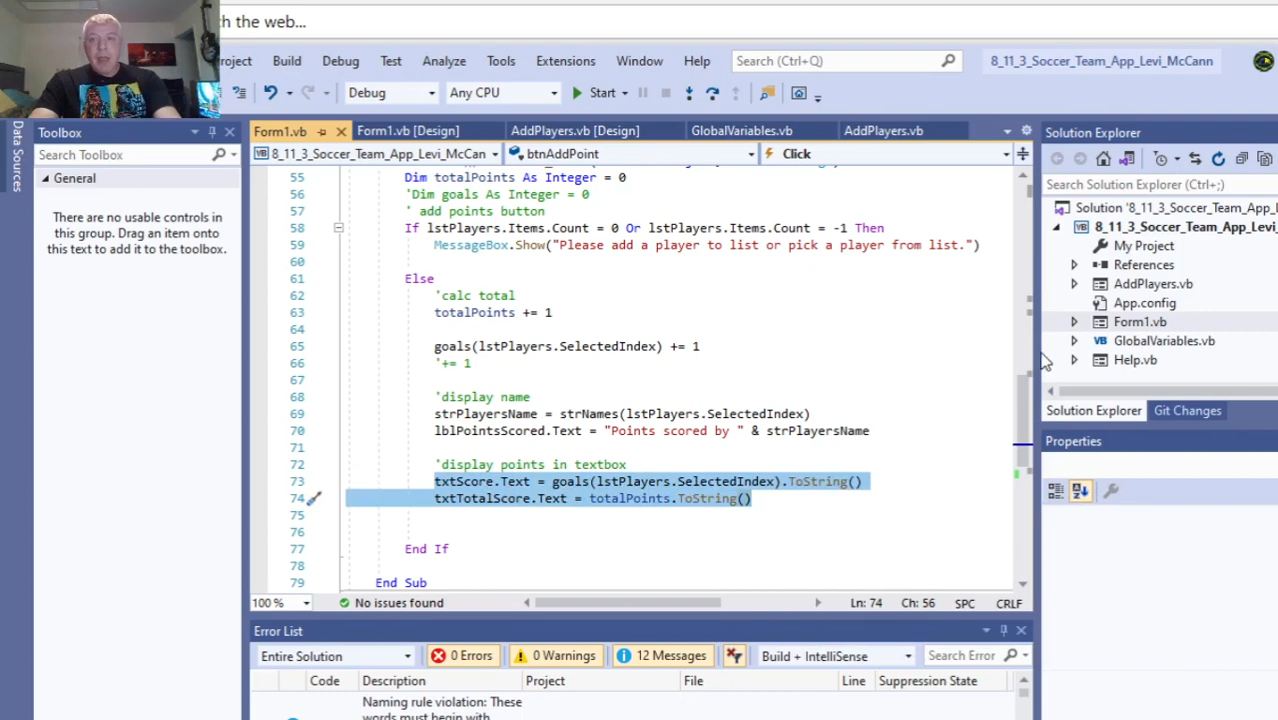 th the web...
oject Build Debug Test Analyze Tools Extensions Window Help Search (Ctrl+Q) 8_11_3_Soccer_Team_App_Levi_McCann
Debug Any CPU Start
Data Sources
Toolbox
Search Toolbox
General
There are no usable controls in
this group. Drag an item onto
this text to add it to the toolbox.
Form1.vb Form1.vb [Design] AddPlayers.vb [Design] GlobalVariables.vb AddPlayers.vb
8_11_3_Soccer_Team_App_Levi_McCan btnAddPoint Click
55 Dim totalPoints As Integer = 0
56 'Dim goals As Integer = 0
57 ' add points button
58 If lstPlayers.Items.Count = 0 Or lstPlayers.Items.Count = -1 Then
59 MessageBox.Show("Please add a player to list or pick a player from list.")
60
61 Else
62 'calc total
63 totalPoints += 1
64
65 goals(lstPlayers.SelectedIndex) += 1
66 '+= 1
67
68 'display name
69 strPlayersName = strNames(lstPlayers.SelectedIndex)
70 lblPointsScored.Text = "Points scored by " & strPlayersName
71
72 'display points in textbox
73 txtScore.Text = goals(lstPlayers.SelectedIndex).ToString()
74 txtTotalScore.Text = totalPoints.ToString()
75
76
77 End If
78
79 End Sub
100 % No issues found Ln: 74 Ch: 56 SPC CRLF
Error List
Entire Solution 0 Errors 0 Warnings 12 Messages Build + IntelliSense Search Error
Code Description Project File Line Suppression State
Naming rule violation: These
words must begin with
Solution Explorer
Search Solution Explorer (Ctrl+;)
Solution '8_11_3_Soccer_Team_App_L
8_11_3_Soccer_Team_App_Levi_
My Project
References
AddPlayers.vb
App.config
Form1.vb
GlobalVariables.vb
Help.vb
Solution Explorer Git Changes
Properties